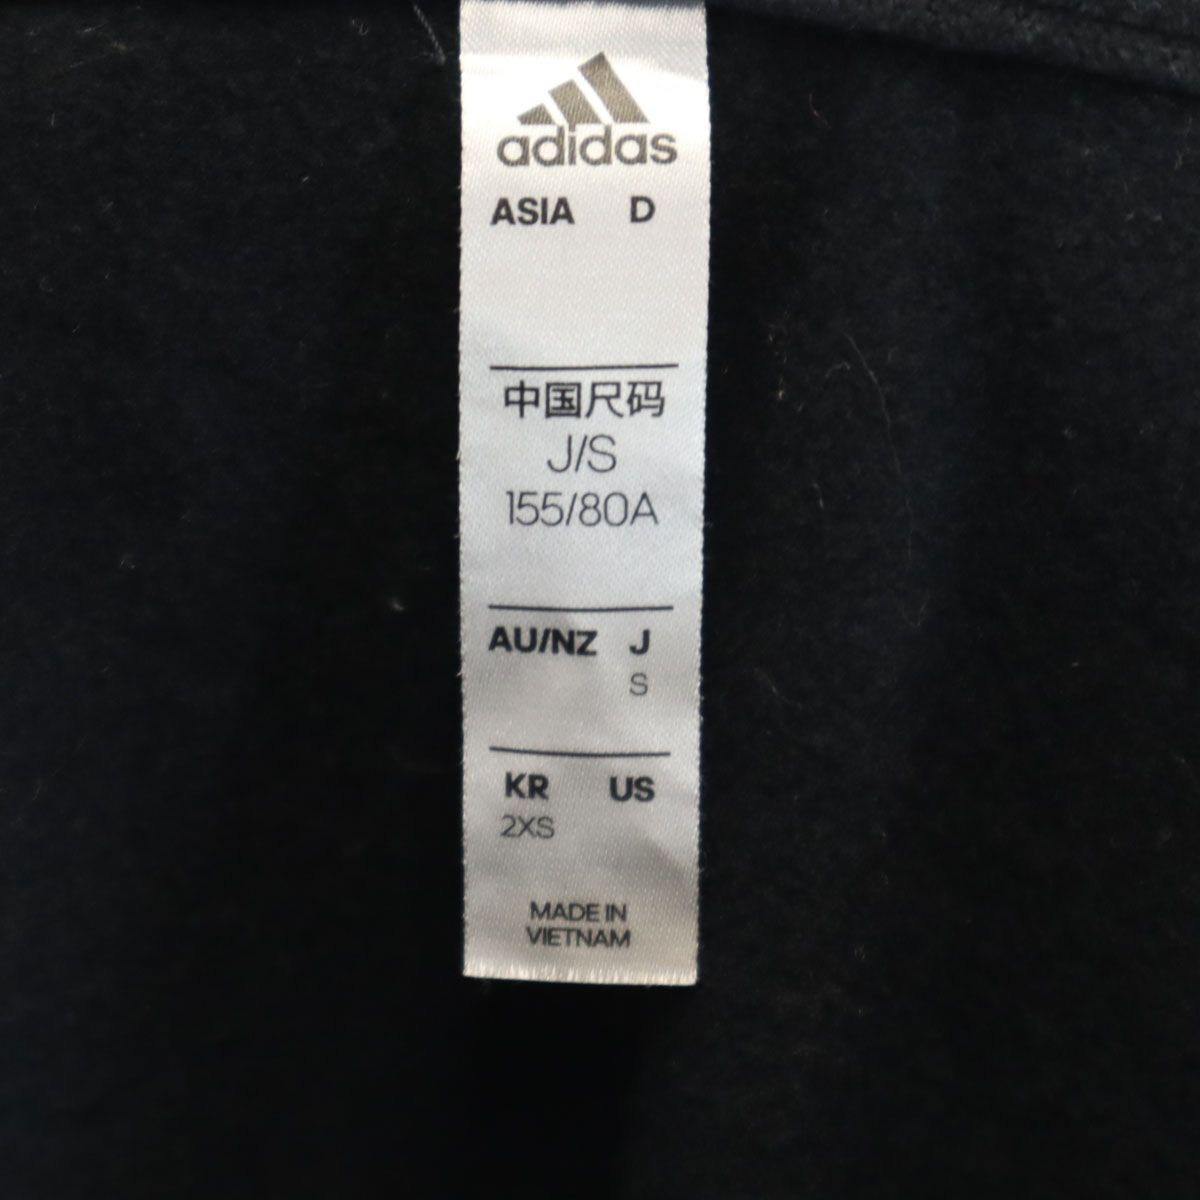 adidas
ASIA D
中国尺码
J/S
155/80A
AU/NZ J
S
KR US
2XS
MADE IN
VIETNAM